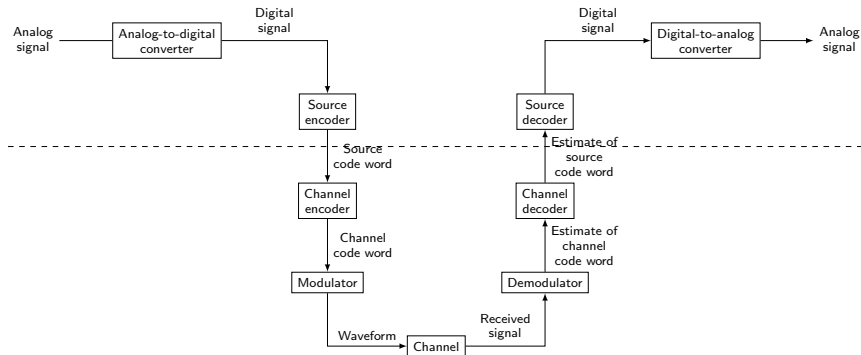 Analog
signal
Analog-to-digital
converter
Digital
signal
Source
encoder
Source
code word
Channel
encoder
Channel
code word
Modulator
Waveform
Channel
Received
signal
Demodulator
Estimate of
channel
code word
Channel
decoder
Estimate of
source
code word
Source
decoder
Digital
signal
Digital-to-analog
converter
Analog
signal